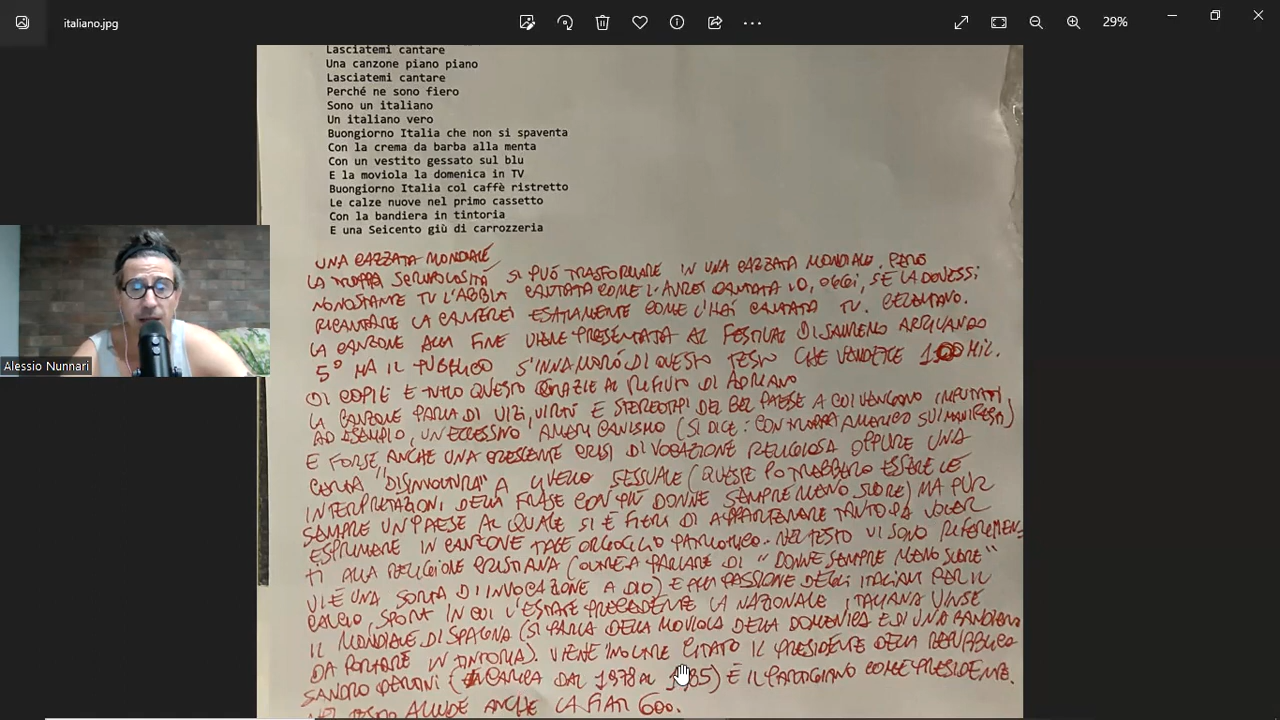 italiano.jpg
29%
Lasciatemi cantare
Una canzone piano piano
Lasciatemi cantare
Perché ne sono fiero
Sono un italiano
Un italiano vero
Buongiorno Italia che non si spaventa
Con la crema da barba alla menta
Con un vestito gessato sul blu
E la moviola la domenica in TV
Buongiorno Italia col caffè ristretto
Le calze nuove nel primo cassetto
Con la bandiera in tintoria
E una Seicento giù di carrozzeria
UNA CAZZATA MONDIALE
LA TROPPA SCRUPOLOSITÁ SI PUÓ TRASFORMARE IN UNA CAZZATA MONDIALE. PERÓ
NONOSTANTE TU L'ABBIA CANTATA COME L'AVREI CANTATA IO, OGGI, SE LA DOVESSI
RICANTARE LA CANTEREI ESATTAMENTE COME L'HAI CANTATA TU. CELENTANO.
LA CANZONE ALLA FINE VIENE PRESENTATA AL FESTIVAL DI SANREMO ARRIVANDO
5° MA IL PUBBLICO S'INNAMORÓ DI QUESTO TESTO CHE VENDETTE MIL.
DI COPIE E TUTTO QUESTO GRAZIE AL RIFIUTO DI ADRIANO
LA CANZONE PARLA DI VIZI, VIRTÚ E STEREOTIPI DEL BEL PAESE A CUI VENGONO IMPUTATI
AD ESEMPIO, UN ECCESSIVO AMERICANISMO (SI DICE: CON TROPPA AMERICA SUI MANIFESTI)
E FORSE ANCHE UNA CRESCENTE CRISI DI VOCAZIONE RELIGIOSA OPPURE UNA
CERTA "DISINVOLTURA" A LIVELLO SESSUALE (QUESTE POTREBBERO ESSERE LE
INTERPRETAZIONI DELLA FRASE CON PIÚ DONNE SEMPRE MENO SUORE) MA PUR
SEMPRE UN PAESE AL QUALE SI É FIERI DI APPARTENERE TANTO DA VOLER
ESPRIMERE IN CANZONE TALE ORGOGLIO PATRIOTTICO. NEL TESTO VI SONO RIFERIMEN-
TI ALLA RELIGIONE CRISTIANA (OLTRE A PARLARE DI "DONNE SEMPRE MENO SUORE"
VI É UNA SORTA DI INVOCAZIONE A DIO) E ALLA PASSIONE DEGLI ITALIANI PER IL
CALCIO, SPORT IN CUI L'ESTATE PRECEDENTE LA NAZIONALE ITALIANA VINSE
IL MONDIALE DI SPAGNA (SI PARLA DELLA MOVIOLA DELLA DOMENICA E DI UNA BANDIERA
DA PORTARE IN TINTORIA). VIENE INOLTRE CITATO IL PRESIDENTE DELLA REPUBBLICA
SANDRO PERTINI (IN CARICA DAL 1978 AL 1985) É IL PARTIGIANO COME PRESIDENTE.
NEL TESTO ALLUDE ANCHE LA FIAT 600.
Alessio Nunnari